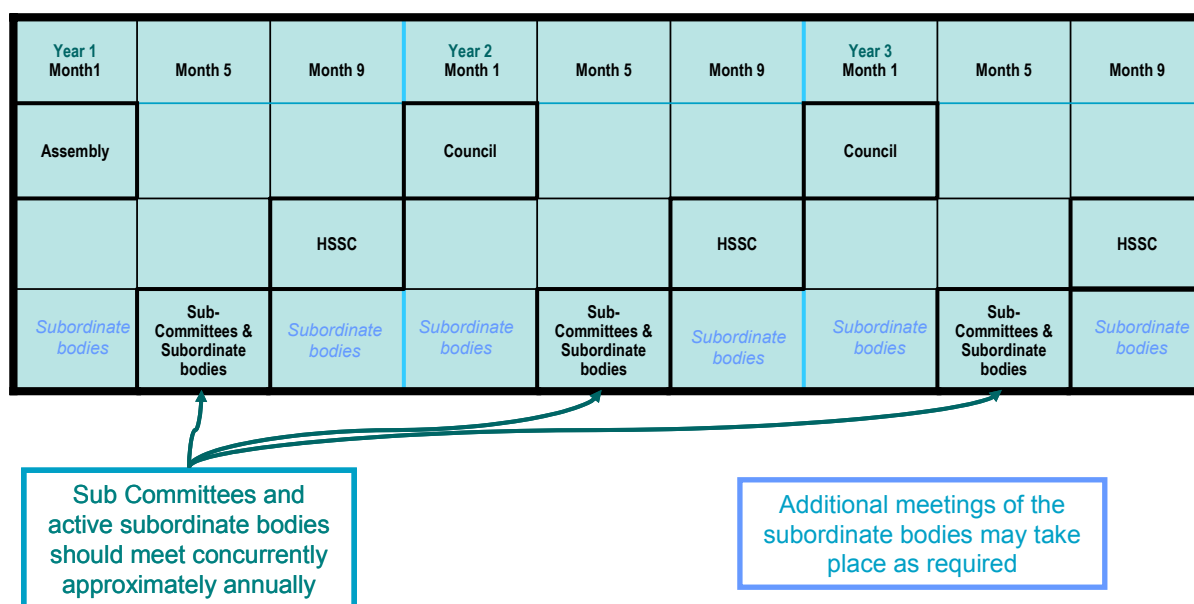 Year 1
Month1
Month 5
Month 9
Year 2
Month 1
Month 5
Month 9
Year 3
Month 1
Month 5
Month 9
Assembly
Council
Council
HSSC
HSSC
HSSC
Subordinate
bodies
Sub-
Committees &
Subordinate
bodies
Subordinate
bodies
Subordinate
bodies
Sub-
Committees &
Subordinate
bodies
Subordinate
bodies
Subordinate
bodies
Sub-
Committees &
Subordinate
bodies
Subordinate
bodies
Sub Committees and
active subordinate bodies
should meet concurrently
approximately annually
Additional meetings of the
subordinate bodies may take
place as required